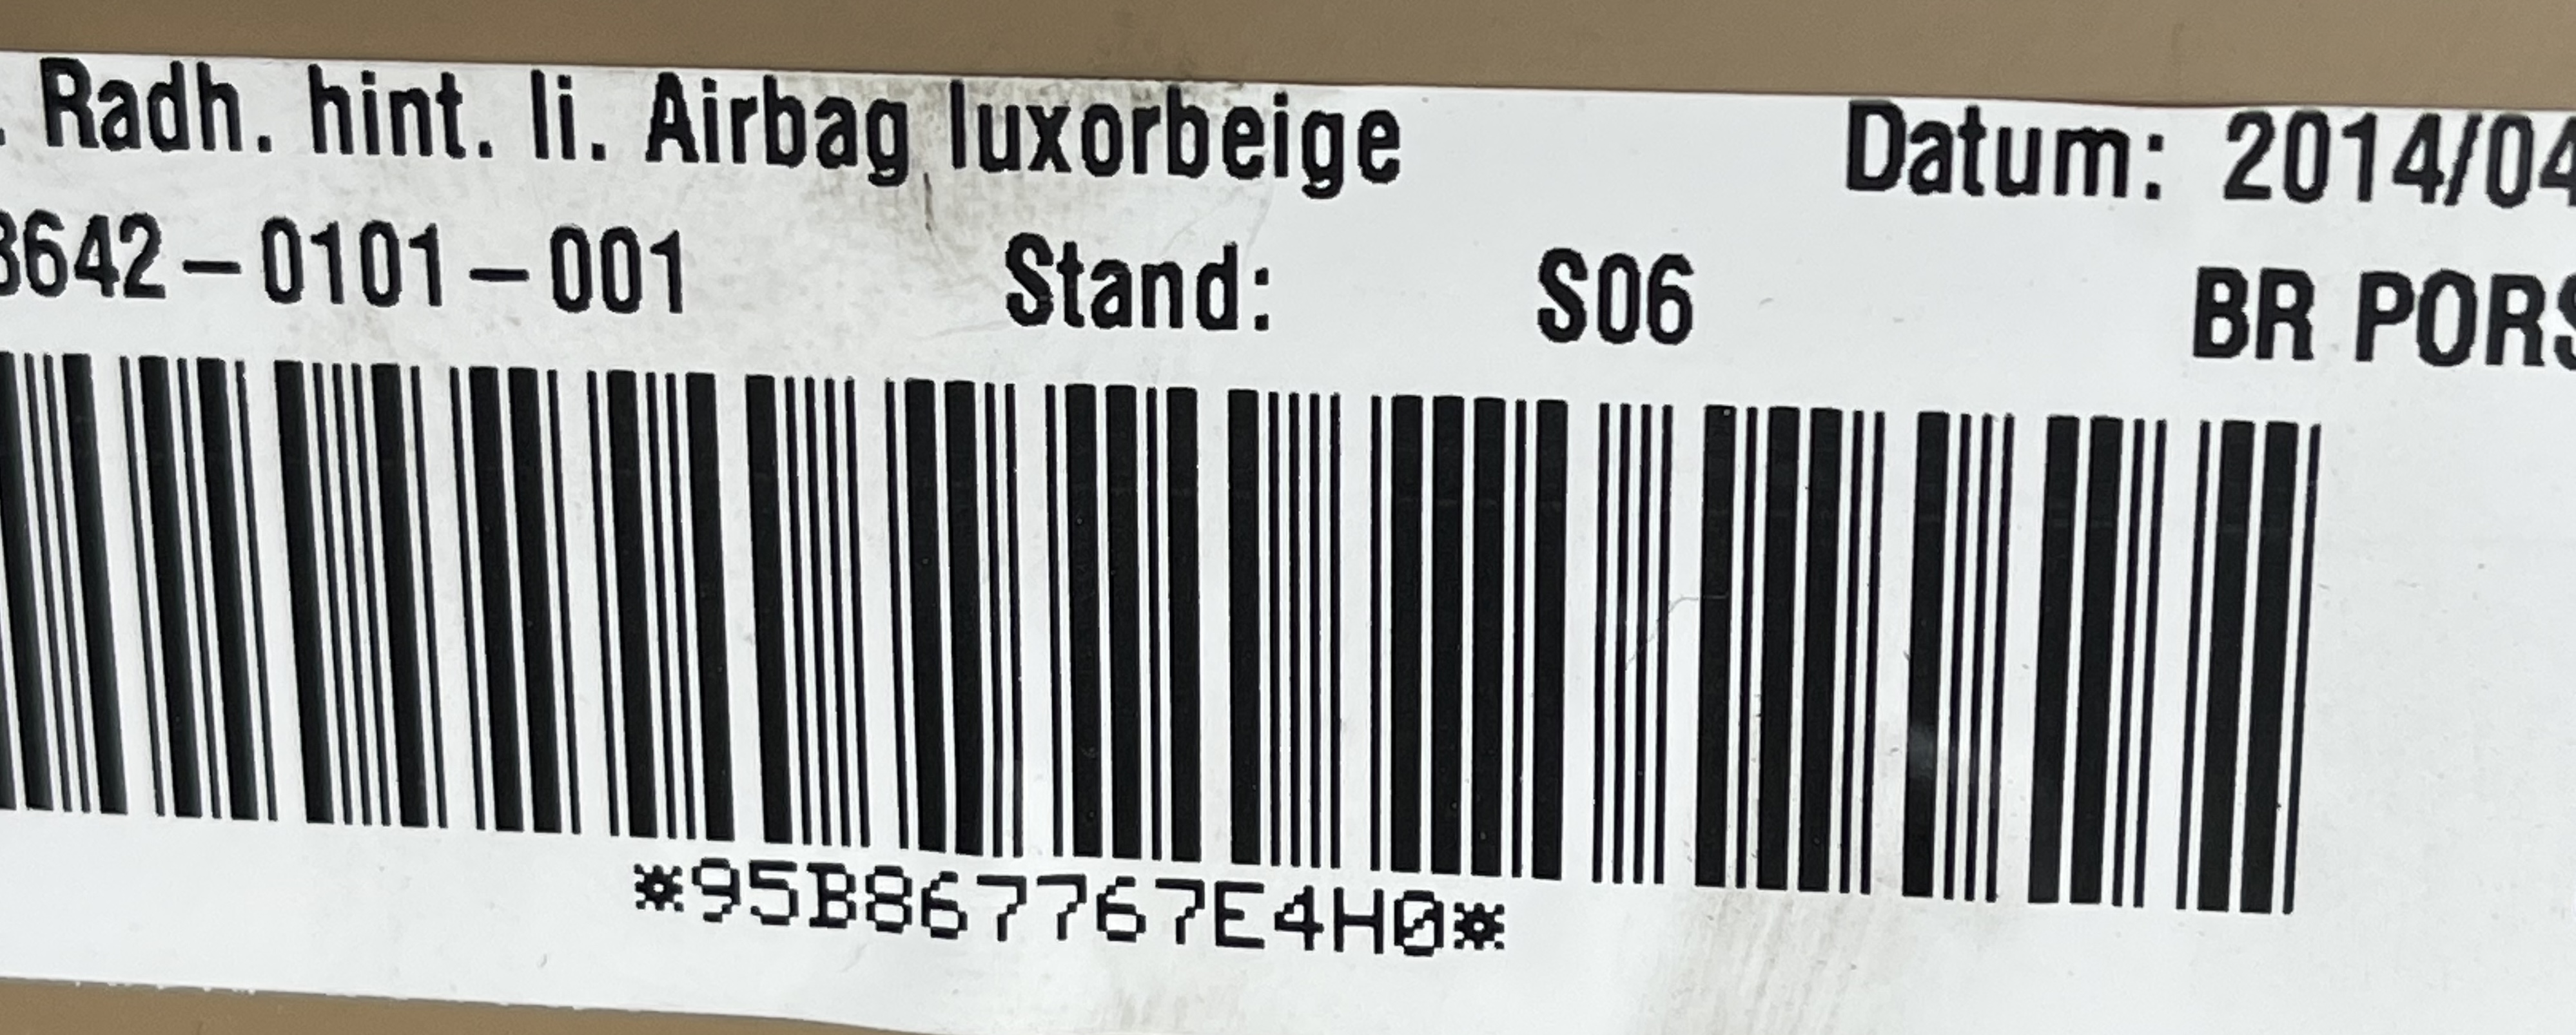 . Radh. hint. li. Airbag luxorbeige Datum: 2014/04
3642-0101-001 Stand: S06 BR PORS
*95B867767E4H0*